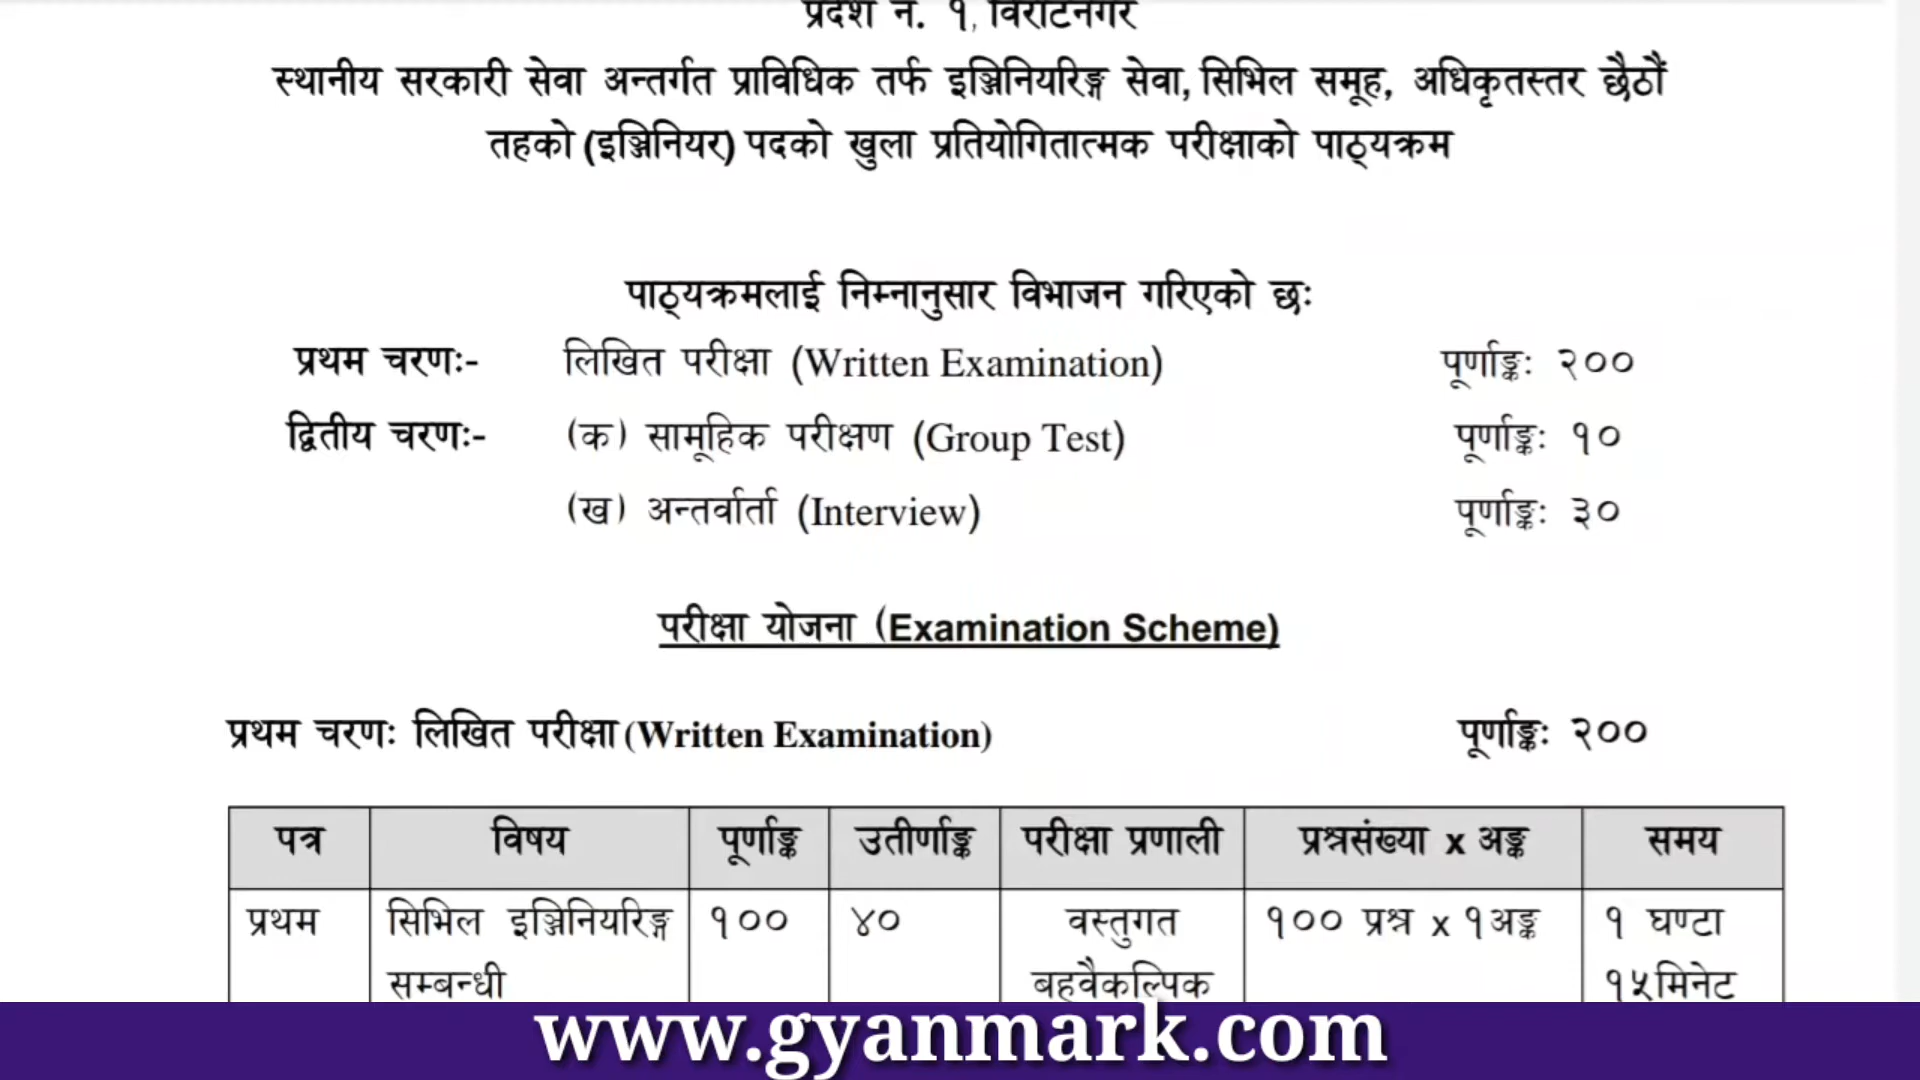 प्रदेश नं. १, विराटनगर
स्थानीय सरकारी सेवा अन्तर्गत प्राविधिक तर्फ इञ्जिनियरिङ्ग सेवा, सिभिल समूह, अधिकृतस्तर छैठौं
तहको (इञ्जिनियर) पदको खुला प्रतियोगितात्मक परीक्षाको पाठ्यक्रम
पाठ्यक्रमलाई निम्नानुसार विभाजन गरिएको छः
प्रथम चरणः- लिखित परीक्षा (Written Examination) पूर्णाङ्कः २००
द्वितीय चरणः- (क) सामूहिक परीक्षण (Group Test) पूर्णाङ्कः १०
(ख) अन्तर्वार्ता (Interview) पूर्णाङ्कः ३०
परीक्षा योजना (Examination Scheme)
प्रथम चरणः लिखित परीक्षा (Written Examination) पूर्णाङ्कः २००
पत्र विषय पूर्णाङ्क उतीर्णाङ्क परीक्षा प्रणाली प्रश्नसंख्या x अङ्क समय
प्रथम सिभिल इञ्जिनियरिङ्ग १०० ४० वस्तुगत १०० प्रश्न x १अङ्क १ घण्टा
सम्बन्धी बहुवैकल्पिक १५मिनेट
www.gyanmark.com